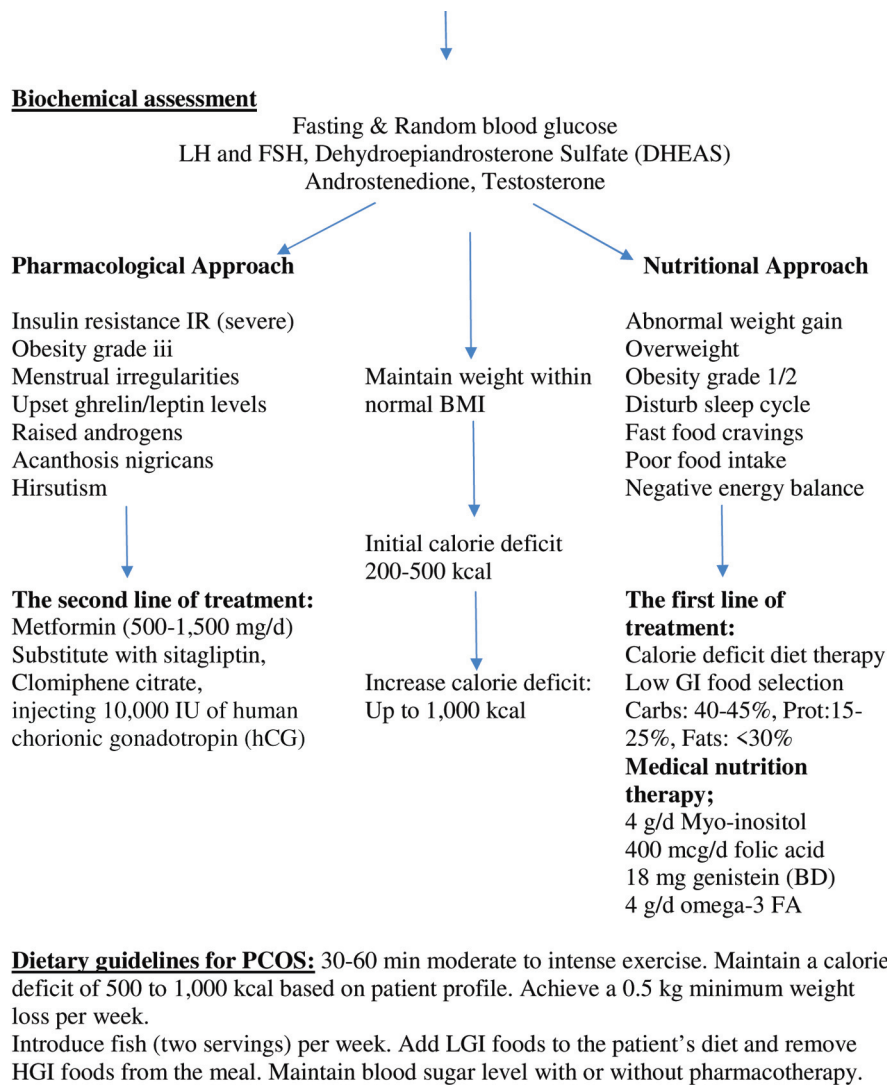 Biochemical assessment
Fasting & Random blood glucose
LH and FSH, Dehydroepiandrosterone Sulfate (DHEAS)
Androstenedione, Testosterone
Pharmacological Approach
Insulin resistance IR (severe)
Obesity grade iii
Menstrual irregularities
Upset ghrelin/leptin levels
Raised androgens
Acanthosis nigricans
Hirsutism
The second line of treatment:
Metformin (500-1,500 mg/d)
Substitute with sitagliptin,
Clomiphene citrate,
injecting 10,000 IU of human
chorionic gonadotropin (hCG)
Maintain weight within
normal BMI
Initial calorie deficit
200-500 kcal
Increase calorie deficit:
Up to 1,000 kcal
Nutritional Approach
Abnormal weight gain
Overweight
Obesity grade 1/2
Disturb sleep cycle
Fast food cravings
Poor food intake
Negative energy balance
The first line of
treatment:
Calorie deficit diet therapy
Low GI food selection
Carbs: 40-45%, Prot:15-
25%, Fats: <30%
Medical nutrition
therapy;
4 g/d Myo-inositol
400 mcg/d folic acid
18 mg genistein (BD)
4 g/d omega-3 FA
Dietary guidelines for PCOS: 30-60 min moderate to intense exercise. Maintain a calorie
deficit of 500 to 1,000 kcal based on patient profile. Achieve a 0.5 kg minimum weight
loss per week.
Introduce fish (two servings) per week. Add LGI foods to the patient's diet and remove
HGI foods from the meal. Maintain blood sugar level with or without pharmacotherapy.